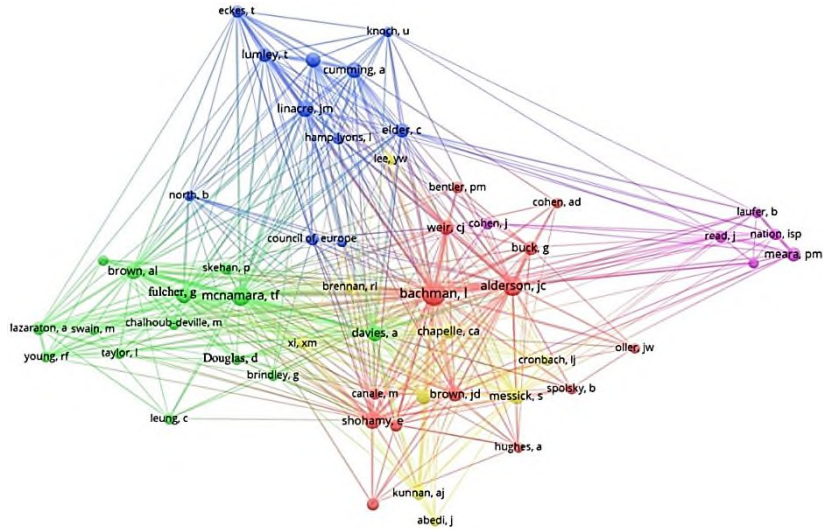 eckes, t
knoch, u
lumley, t
cumming, a
linacre, jm
hamp-lyons, l
elder, c
lee, yw
bentler, pm
north, b
cohen, ad
laufer, b
weir, cj
cohen, j
read, j
nation, isp
council of, europe
buck, g
meara, pm
brown, al
skehan, p
brennan, rl
alderson, jc
fulcher, g
mcnamara, tf
bachman, l
lazaraton, a
swain, m
chalhoub-deville, m
davies, a
chapelle, ca
xi, xm
oller, jw
young, rf
taylor, l
Douglas, d
cronbach, lj
brindley, g
canale, m
brown, jd
messick, s
spolsky, b
leung, c
shohamy, e
hughes, a
kunnan, aj
abedi, j